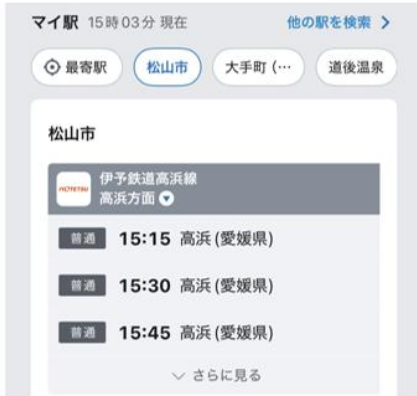 マイ駅 15時03分 現在 他の駅を検索
最寄駅 松山市 大手町 (… 道後温泉
松山市
IYOTETSU 伊予鉄道高浜線
高浜方面
普通 15:15 高浜 (愛媛県)
普通 15:30 高浜 (愛媛県)
普通 15:45 高浜 (愛媛県)
さらに見る